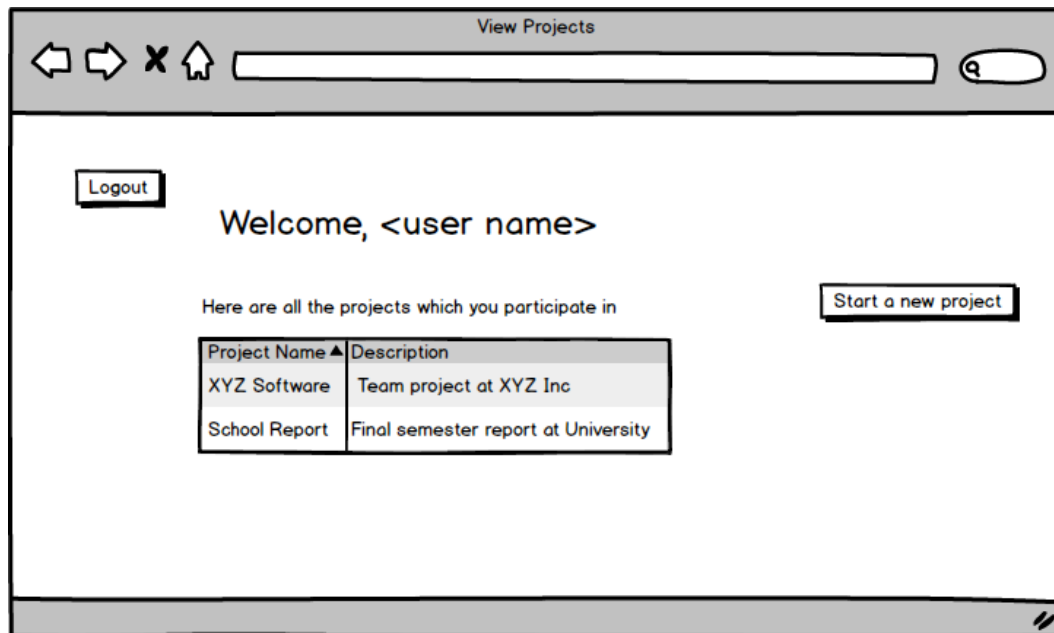 View Projects
Logout
Welcome, <user name>
Start a new project
Here are all the projects which you participate in
Project Name Description
XYZ Software Team project at XYZ Inc
School Report Final semester report at University